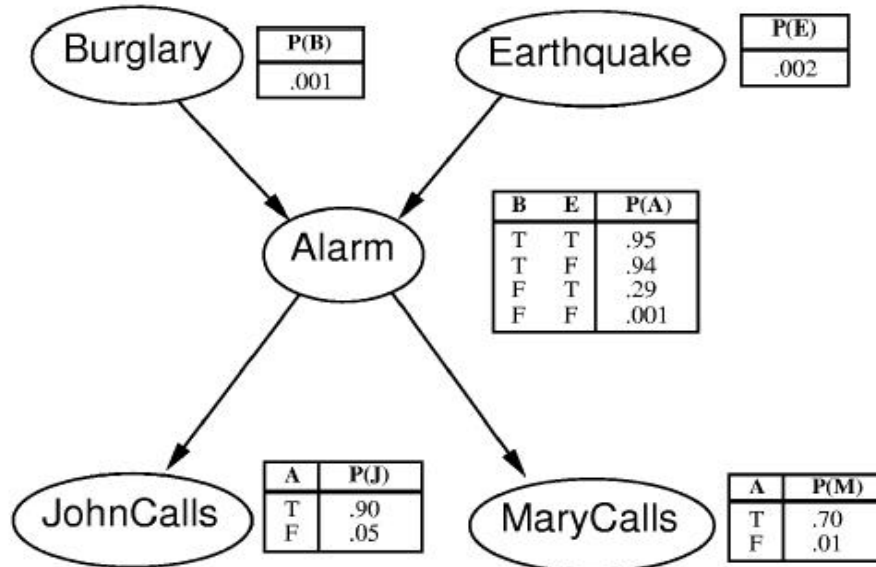 Burglary
P(B)
.001
Earthquake
P(E)
.002
Alarm
B E P(A)
T T .95
T F .94
F T .29
F F .001
JohnCalls
A P(J)
T .90
F .05
MaryCalls
A P(M)
T .70
F .01